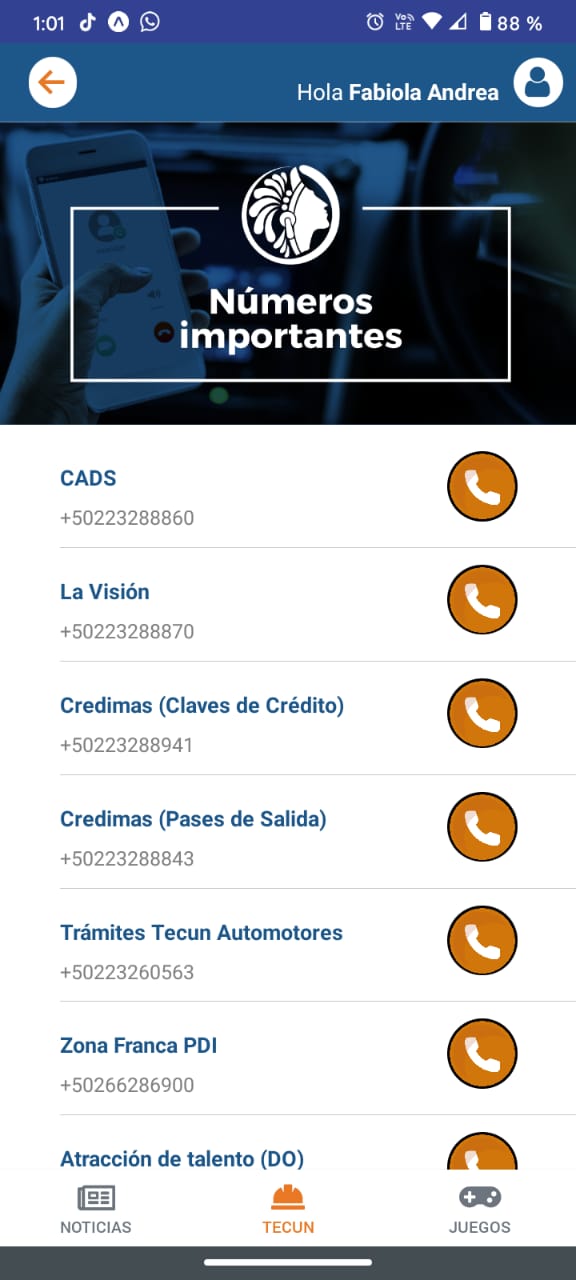 1:01
Vo))
LTE
88 %
Hola Fabiola Andrea
Números
importantes
CADS
+50223288860
La Visión
+50223288870
Credimas (Claves de Crédito)
+50223288941
Credimas (Pases de Salida)
+50223288843
Trámites Tecun Automotores
+50223260563
Zona Franca PDI
+50266286900
Atracción de talento (DO)
NOTICIAS
TECUN
JUEGOS